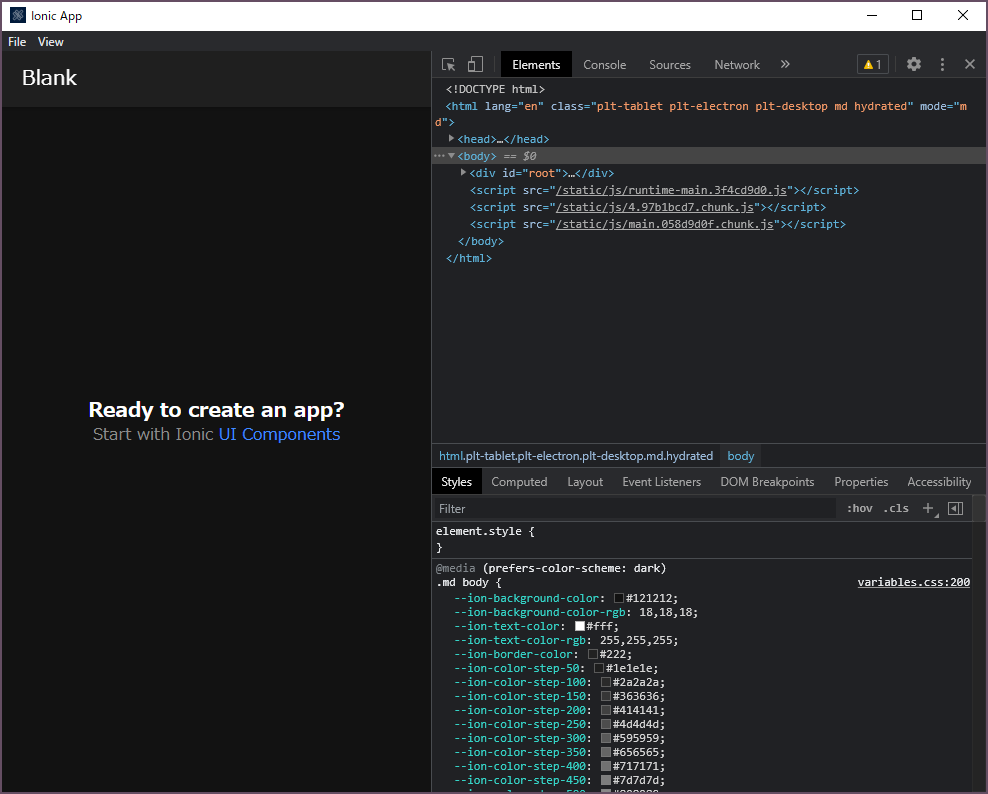 Ionic App
File View
Blank
Ready to create an app?
Start with Ionic UI Components
Elements Console Sources Network » 1
<!DOCTYPE html>
<html lang="en" class="plt-tablet plt-electron plt-desktop md hydrated" mode="m
d">
<head>…</head>
<body> == $0
<div id="root">…</div>
<script src="/static/js/runtime-main.3f4cd9d0.js"></script>
<script src="/static/js/4.97b1bcd7.chunk.js"></script>
<script src="/static/js/main.058d9d0f.chunk.js"></script>
</body>
</html>
html.plt-tablet.plt-electron.plt-desktop.md.hydrated body
Styles Computed Layout Event Listeners DOM Breakpoints Properties Accessibility
Filter :hov .cls +
element.style {
}
@media (prefers-color-scheme: dark)
.md body { variables.css:200
--ion-background-color: #121212;
--ion-background-color-rgb: 18,18,18;
--ion-text-color: #fff;
--ion-text-color-rgb: 255,255,255;
--ion-border-color: #222;
--ion-color-step-50: #1e1e1e;
--ion-color-step-100: #2a2a2a;
--ion-color-step-150: #363636;
--ion-color-step-200: #414141;
--ion-color-step-250: #4d4d4d;
--ion-color-step-300: #595959;
--ion-color-step-350: #656565;
--ion-color-step-400: #717171;
--ion-color-step-450: #7d7d7d;